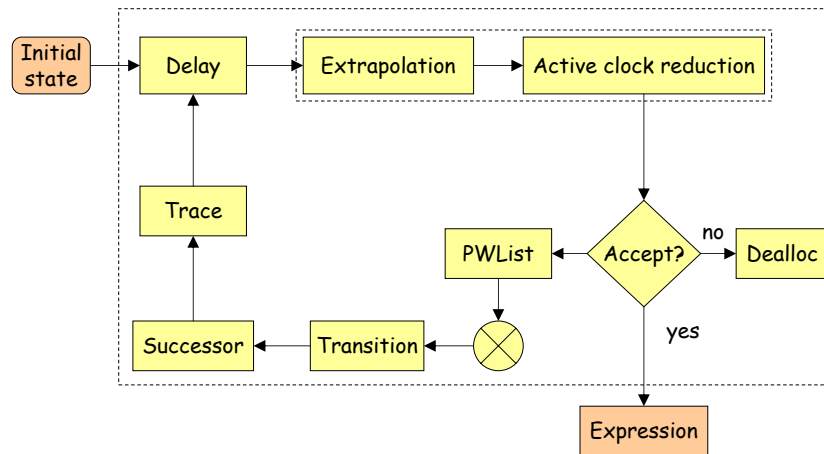 Initial
state
Delay
Extrapolation
Active clock reduction
Trace
PWList
Accept?
no
Dealloc
Successor
Transition
yes
Expression